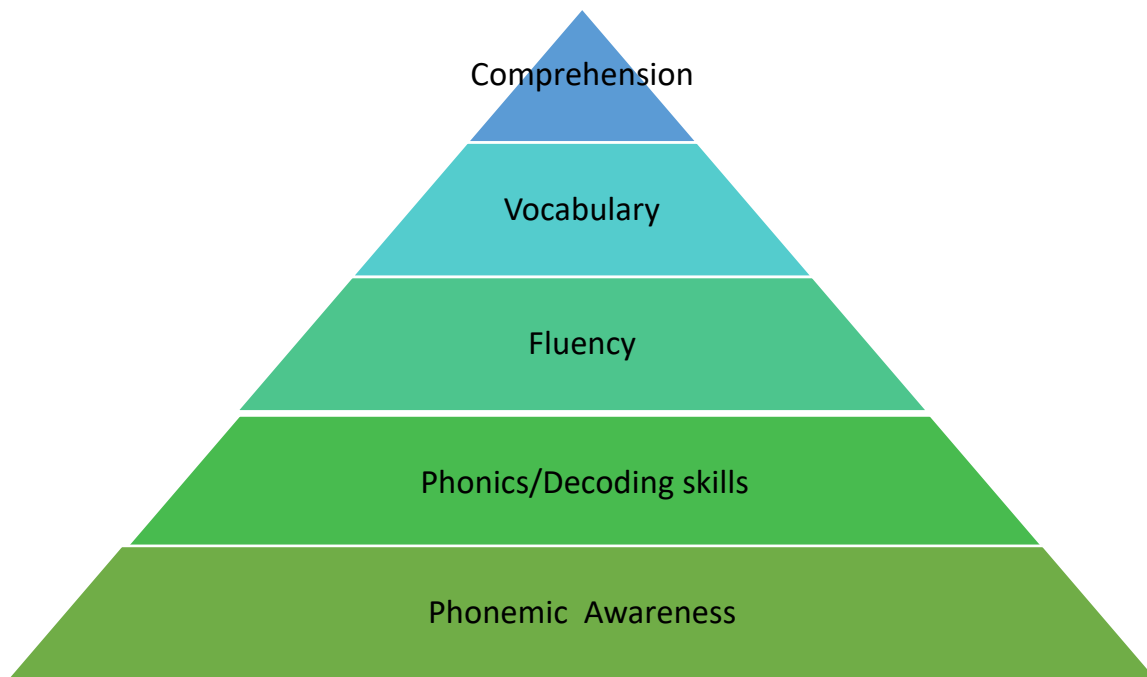 Comprehension
Vocabulary
Fluency
Phonics/Decoding skills
Phonemic  Awareness